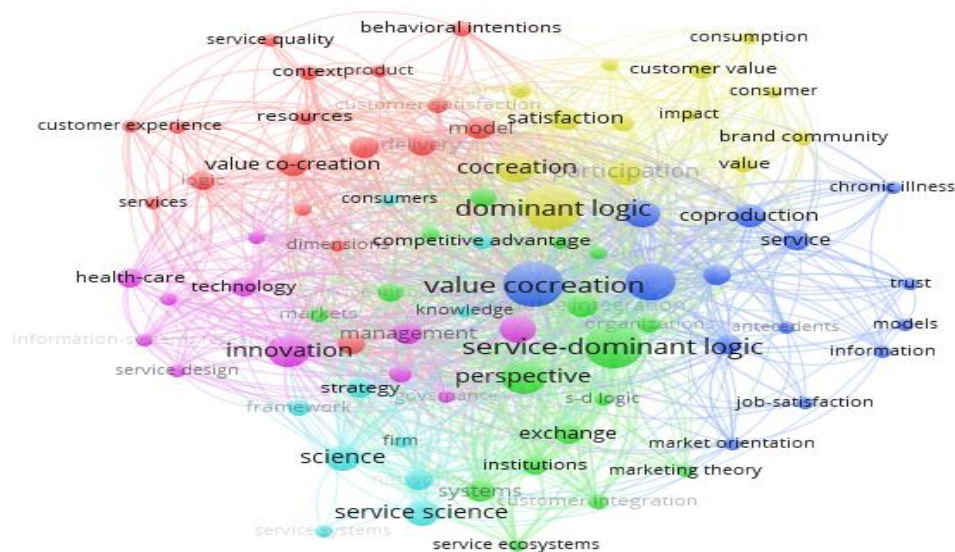 behavioral intentions
service quality
consumption
context
product
customer value
customer satisfaction
consumer
resources
satisfaction
impact
customer experience
model
delivery
brand community
value co-creation
cocreation
participation
value
logic
chronic illness
services
consumers
dominant logic
coproduction
dimensions
competitive advantage
service
health-care
technology
value cocreation
trust
integration
markets
knowledge
organizations
antecedents
models
information-systems
management
innovation
service-dominant logic
information
service design
strategy
perspective
governance
s-d logic
framework
job-satisfaction
firm
exchange
science
institutions
market orientation
marketing theory
systems
customer integration
service science
service systems
service ecosystems